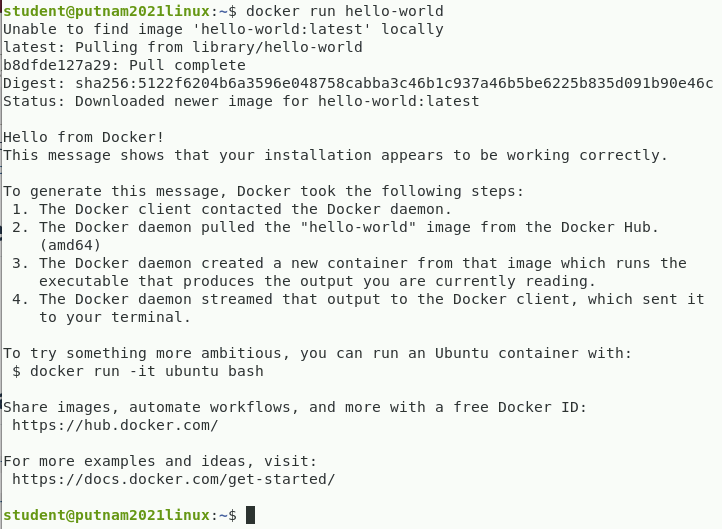 student@putnam2021linux:~$ docker run hello-world
Unable to find image 'hello-world:latest' locally
latest: Pulling from library/hello-world
b8dfde127a29: Pull complete
Digest: sha256:5122f6204b6a3596e048758cabba3c46b1c937a46b5be6225b835d091b90e46c
Status: Downloaded newer image for hello-world:latest
Hello from Docker!
This message shows that your installation appears to be working correctly.
To generate this message, Docker took the following steps:
1. The Docker client contacted the Docker daemon.
2. The Docker daemon pulled the "hello-world" image from the Docker Hub.
(amd64)
3. The Docker daemon created a new container from that image which runs the
executable that produces the output you are currently reading.
4. The Docker daemon streamed that output to the Docker client, which sent it
to your terminal.
To try something more ambitious, you can run an Ubuntu container with:
$ docker run -it ubuntu bash
Share images, automate workflows, and more with a free Docker ID:
https://hub.docker.com/
For more examples and ideas, visit:
https://docs.docker.com/get-started/
student@putnam2021linux:~$